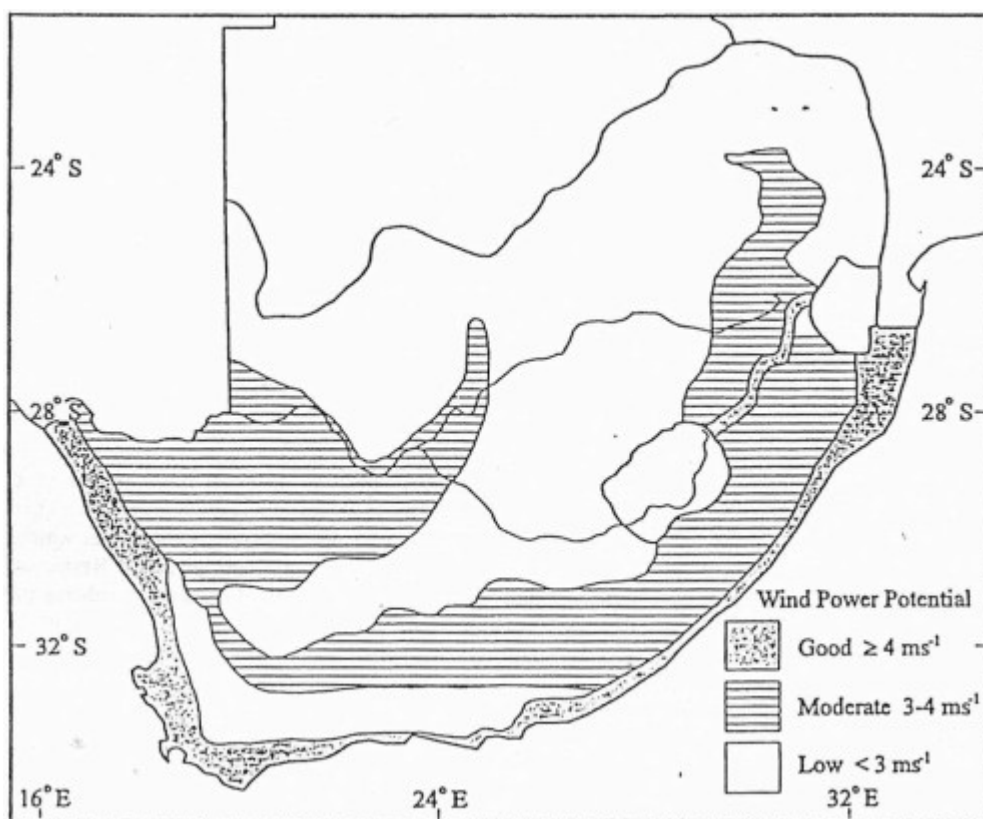 24° S
24° S
28° S
28° S
32° S
Wind Power Potential
Good ≥ 4 ms⁻¹
Moderate 3-4 ms⁻¹
Low < 3 ms⁻¹
16° E
24° E
32° E